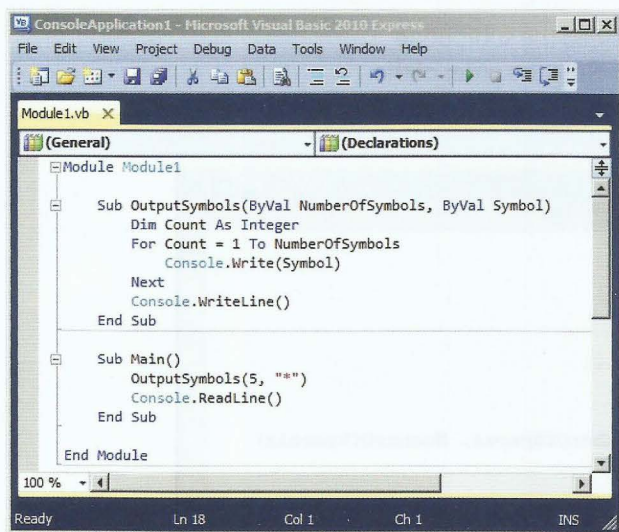 ConsoleApplication1 - Microsoft Visual Basic 2010 Express
File Edit View Project Debug Data Tools Window Help
Module1.vb X
(General) (Declarations)
Module Module1
Sub OutputSymbols(ByVal NumberOfSymbols, ByVal Symbol)
Dim Count As Integer
For Count = 1 To NumberOfSymbols
Console.Write(Symbol)
Next
Console.WriteLine()
End Sub
Sub Main()
OutputSymbols(5, "*")
Console.ReadLine()
End Sub
End Module
100 %
Ready Ln 18 Col 1 Ch 1 INS